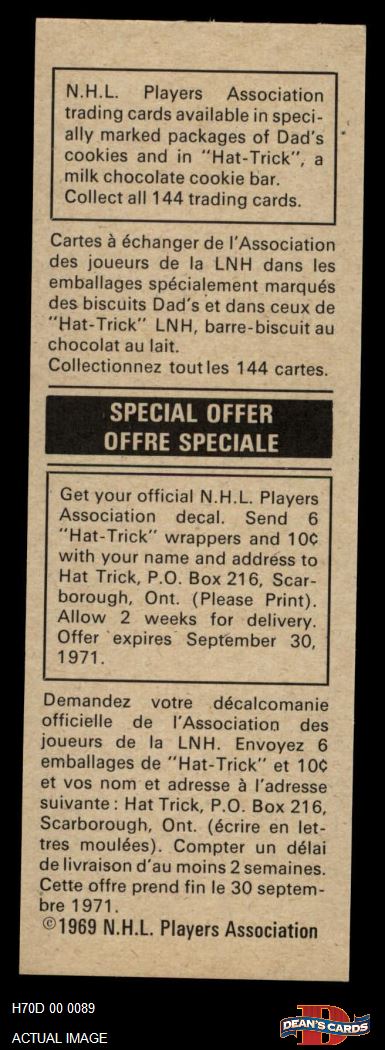 N.H.L. Players Association
trading cards available in speci-
ally marked packages of Dad's
cookies and in "Hat-Trick", a
milk chocolate cookie bar.
Collect all 144 trading cards.
Cartes à échanger de l'Association
des joueurs de la LNH dans les
emballages spécialement marqués
des biscuits Dad's et dans ceux de
"Hat-Trick" LNH, barre-biscuit au
chocolat au lait.
Collectionnez toutles 144 cartes.
SPECIAL OFFER
OFFRE SPECIALE
Get your official N.H.L. Players
Association decal. Send 6
"Hat-Trick" wrappers and 10¢
with your name and address to
Hat Trick, P.O. Box 216, Scar-
borough, Ont. (Please Print).
Allow 2 weeks for delivery.
Offer expires September 30,
1971.
Demandez votre décalcomanie
officielle de l'Association des
joueurs de la LNH. Envoyez 6
emballages de "Hat-Trick" et 10¢
et vos nom et adresse à l'adresse
suivante : Hat Trick, P.O. Box 216,
Scarborough, Ont. (écrire en let-
tres moulées). Compter un délai
de livraison d'au moins 2 semaines.
Cette offre prend fin le 30 septem-
bre 1971.
©1969 N.H.L. Players Association
H70D 00 0089
ACTUAL IMAGE
D
DEAN'S CARDS